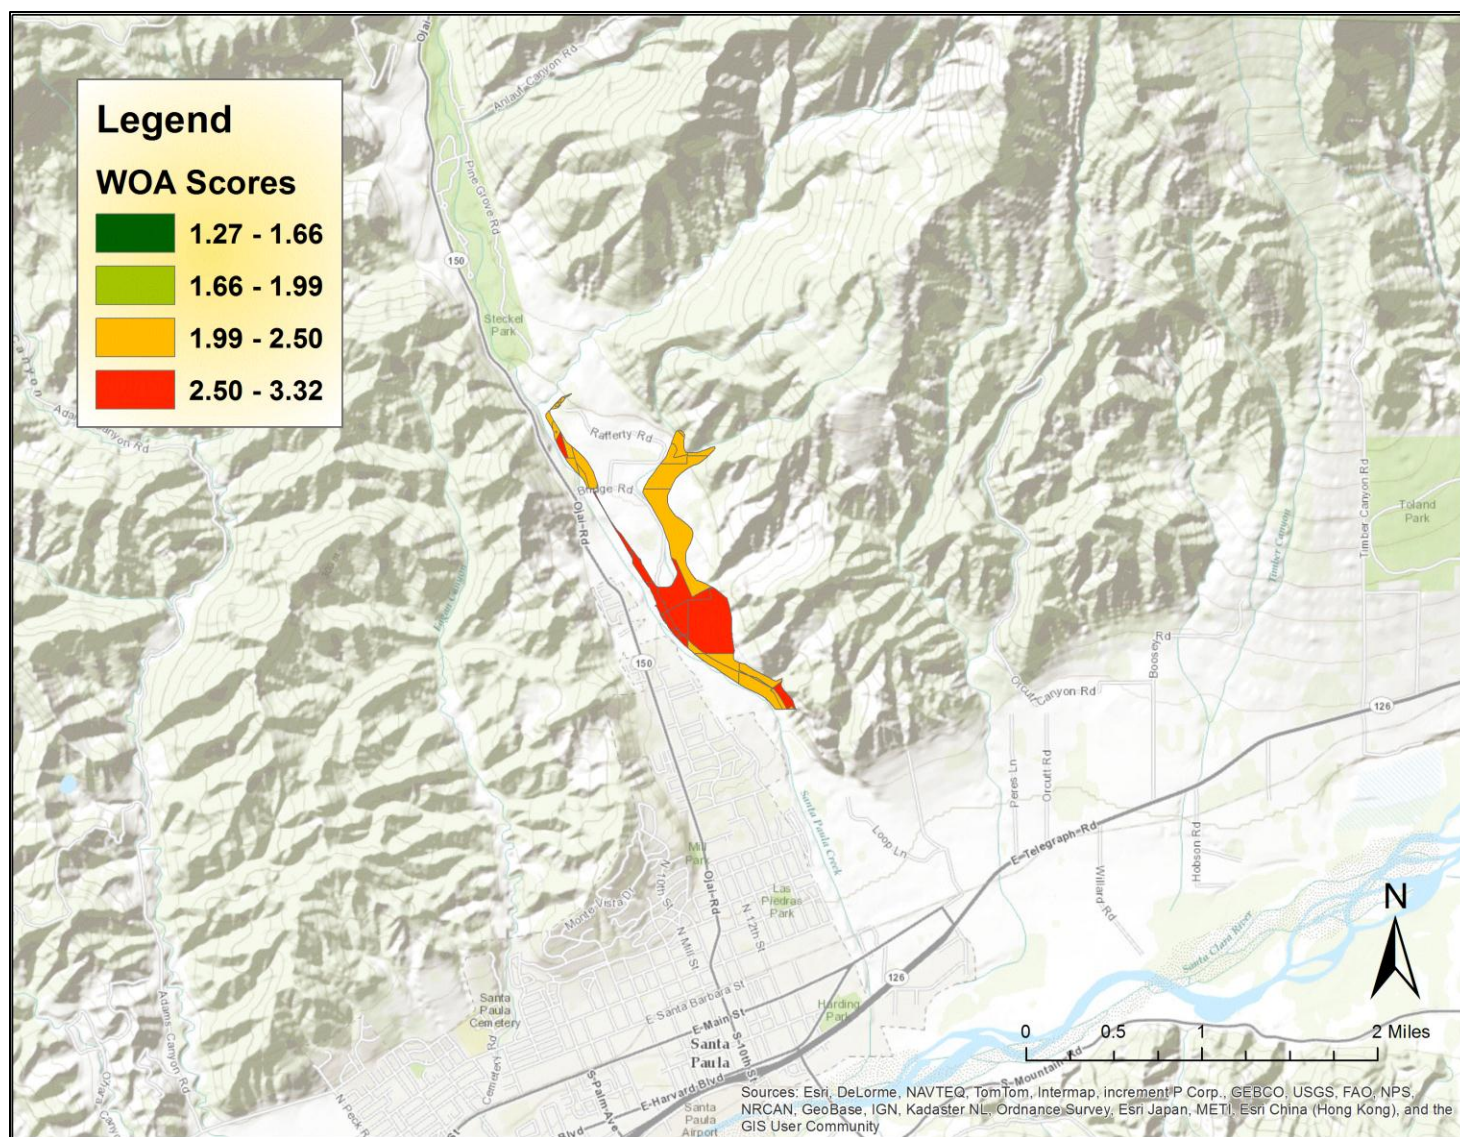 Legend
WOA Scores
1.27 - 1.66
1.66 - 1.99
1.99 - 2.50
2.50 - 3.32
Anlauf Canyon Rd
Pine Grove Rd
150
Steckel
Park
Canyon
Rafferty Rd
Bridge Rd
Ojai-Rd
Timber Canyon Rd
Toland
Park
Timber Canyon
150
Boosey Rd
Orcutt Canyon Rd
126
Peres Ln
Orcutt Rd
Santa Paula Creek
Loop Ln
E-Telegraph-Rd
Hobson Rd
Willard Rd
Mill
Park
Ojai-Rd
N 10th St
Monte Vista Dr
Las
Piedras
Park
N 12th St
N Mill St
Santa Clara River
N
126
Santa
Paula
Cemetery
E Santa Barbara St
Harding
Park
E-Main-St
Adams Canyon Rd
Santa
Paula
S-10th St
Cemetery Rd
0 0.5 1 2 Miles
S-Mountain-Rd
E-Harvard-Blvd
S-Palm-Ave
N Peck R
Blvd
Santa
Paula
Airport
Sources: Esri, DeLorme, NAVTEQ, TomTom, Intermap, increment P Corp., GEBCO, USGS, FAO, NPS,
NRCAN, GeoBase, IGN, Kadaster NL, Ordnance Survey, Esri Japan, METI, Esri China (Hong Kong), and the
GIS User Community